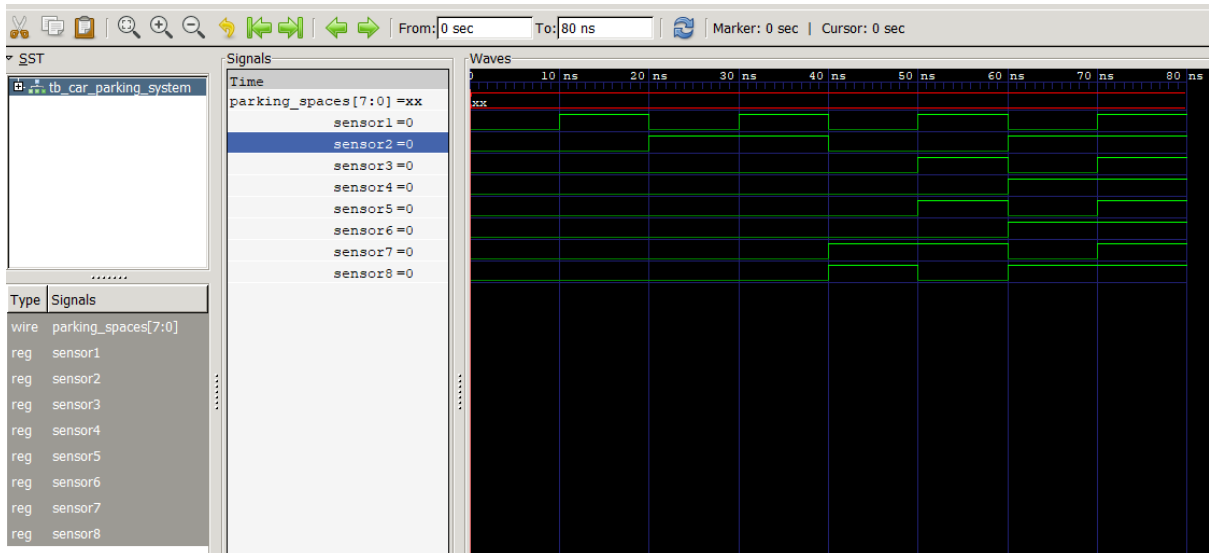 From: 0 sec To: 80 ns Marker: 0 sec | Cursor: 0 sec
SST
tb_car_parking_system
Type Signals
wire parking_spaces[7:0]
reg sensor1
reg sensor2
reg sensor3
reg sensor4
reg sensor5
reg sensor6
reg sensor7
reg sensor8
Signals
Time
parking_spaces[7:0] =xx
sensor1 =0
sensor2 =0
sensor3 =0
sensor4 =0
sensor5 =0
sensor6 =0
sensor7 =0
sensor8 =0
Waves
10 ns 20 ns 30 ns 40 ns 50 ns 60 ns 70 ns 80 ns
xx